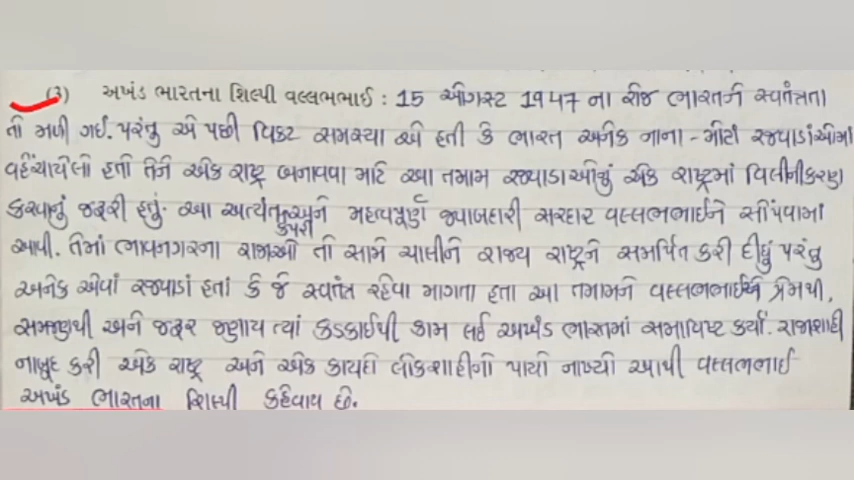 (3) અખંડ ભારતના શિલ્પી વલ્લભભાઈ : 15 ઓગસ્ટ 1947 ના રોજ ભારતને સ્વતંત્રતા
તો મળી ગઈ. પરંતુ એ પછી વિકટ સમસ્યા એ હતી કે ભારત અનેક નાના - મોટાં રજવાડાંઓમાં
વહેંચાયેલો હતો તેને એક રાષ્ટ્ર બનાવવા માટે આ તમામ રજવાડાઓનું એક રાષ્ટ્રમાં વિલીનીકરણ
કરવાનું જરૂરી હતું. આ અત્યંત કપરી અને મહત્વપૂર્ણ જવાબદારી સરદાર વલ્લભભાઈને સોંપવામાં
આવી. તેમાં ભાવનગરના રાજાએ તો સામે ચાલીને રાજ્ય રાષ્ટ્રને સમર્પિત કરી દીધું પરંતુ
અનેક એવાં રજવાડાં હતાં કે જે સ્વતંત્ર રહેવા માગતા હતા આ તમામને વલ્લભભાઈએ પ્રેમથી,
સમજણથી અને જરૂર જણાય ત્યાં કડકાઈથી કામ લઈ અખંડ ભારતમાં સમાવિષ્ટ કર્યાં. રાજાશાહી
નાબૂદ કરી એક રાષ્ટ્ર અને એક કાયદો લોકશાહીનો પાયો નાખ્યો આથી વલ્લભભાઈ
અખંડ ભારતના શિલ્પી કહેવાય છે.